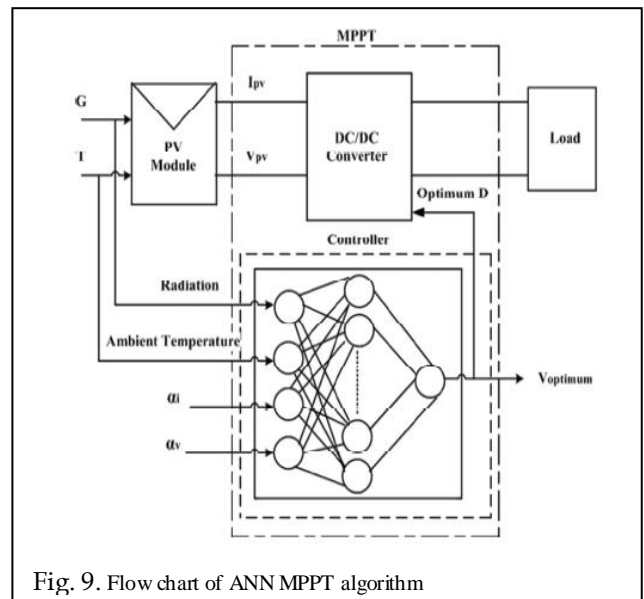 MPPT
Ipv
G
PV
Module
DC/DC
Converter
Load
T
Vpv
Optimum D
Controller
Radiation
Ambient Temperature
αi
Voptimum
αv
Fig. 9. Flow chart of ANN MPPT algorithm